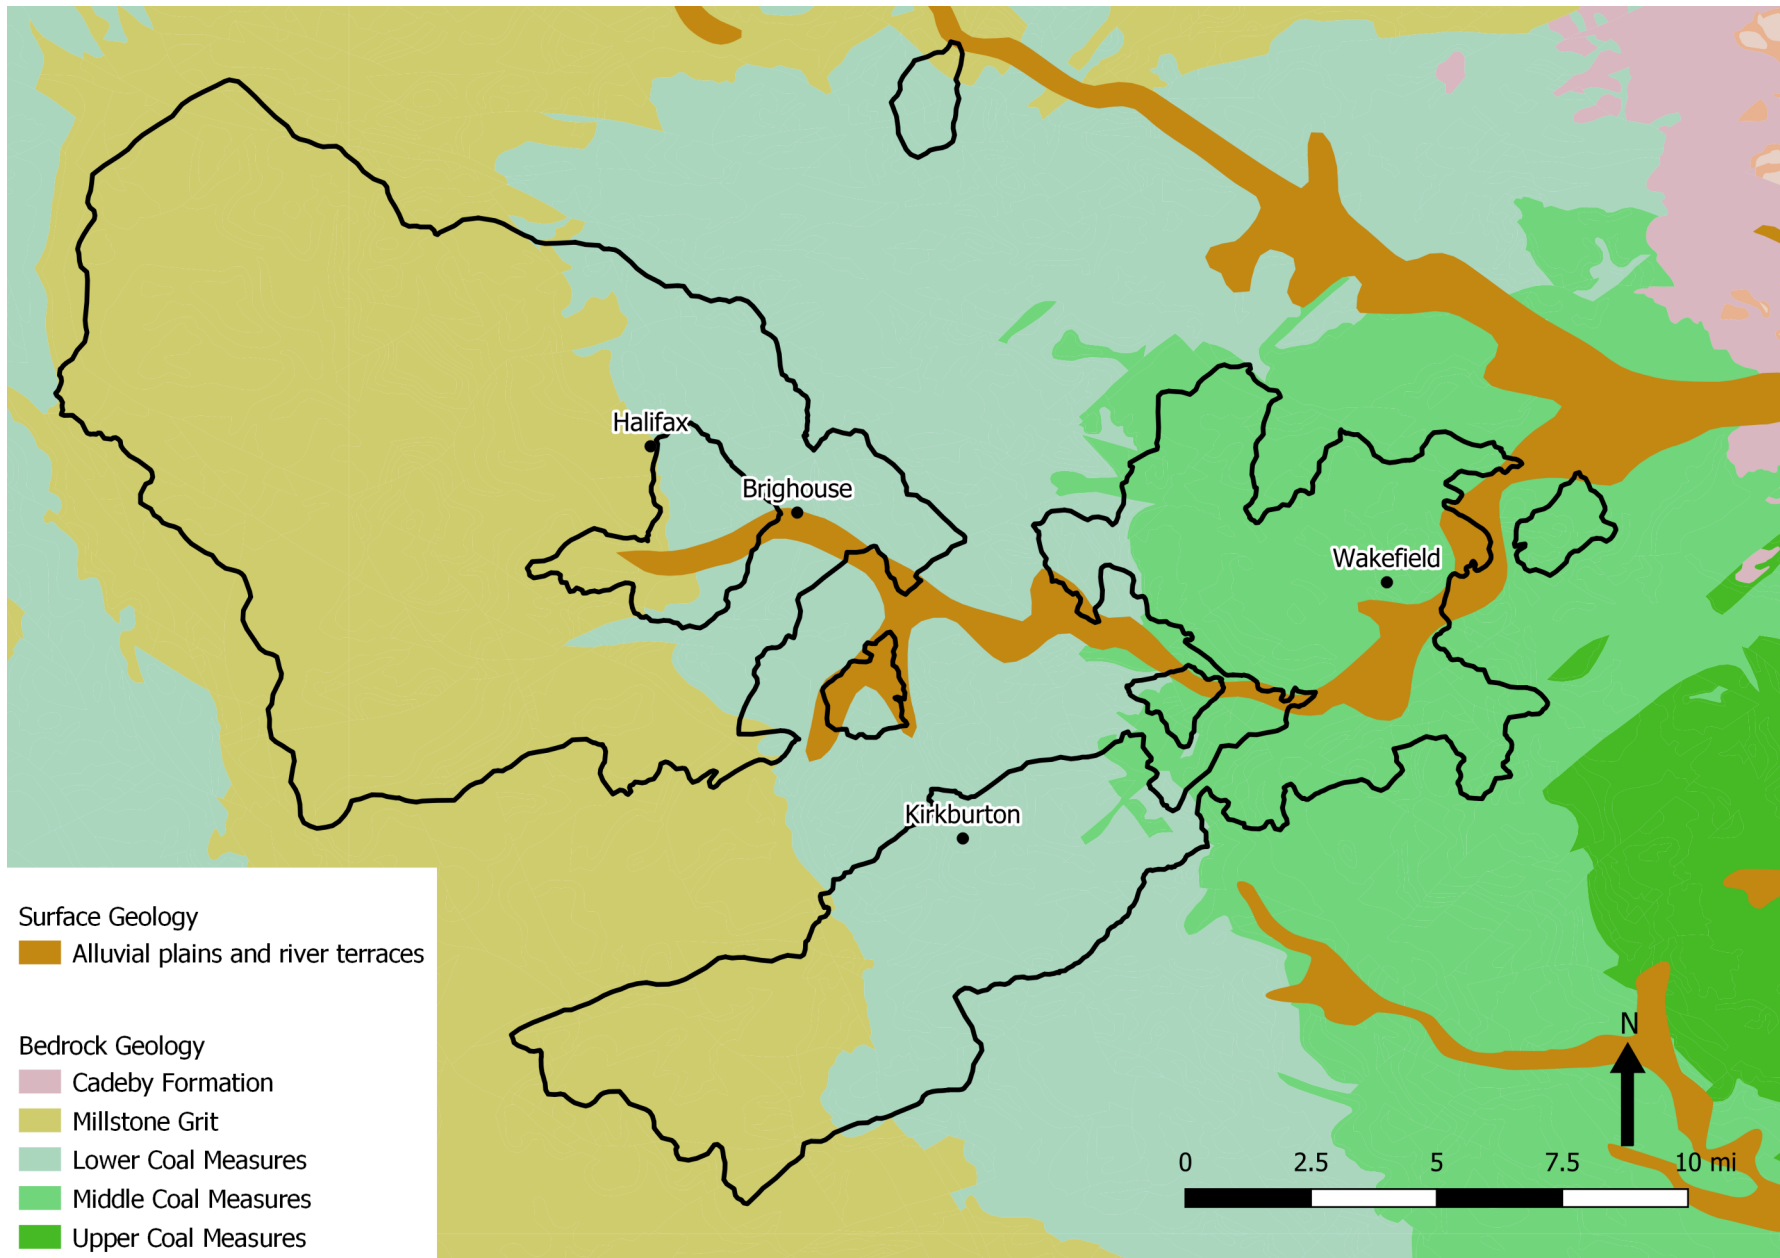 Halifax
Brighouse
Wakefield
Kirkburton
Surface Geology
Alluvial plains and river terraces
Bedrock Geology
Cadeby Formation
Millstone Grit
Lower Coal Measures
Middle Coal Measures
Upper Coal Measures
N
0 2.5 5 7.5 10 mi